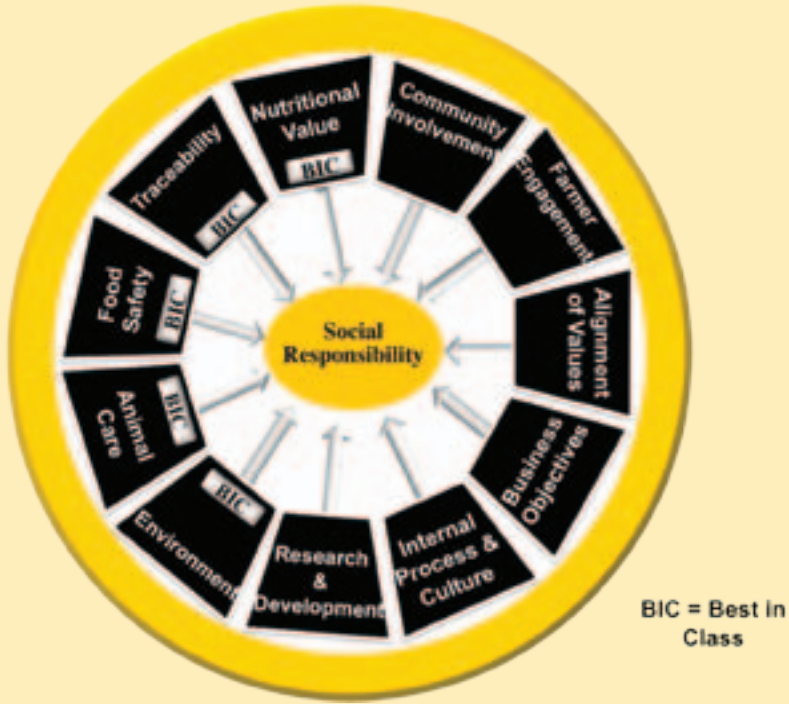 Nutritional
Value
BIC
Community
Involvement
Farmer
Engagement
Alignment
of Values
Business
Objectives
Internal
Process &
Culture
Research
&
Development
Environment
BIC
Animal
Care
BIC
Food
Safety
BIC
Traceability
BIC
Social
Responsibility
BIC = Best in
Class